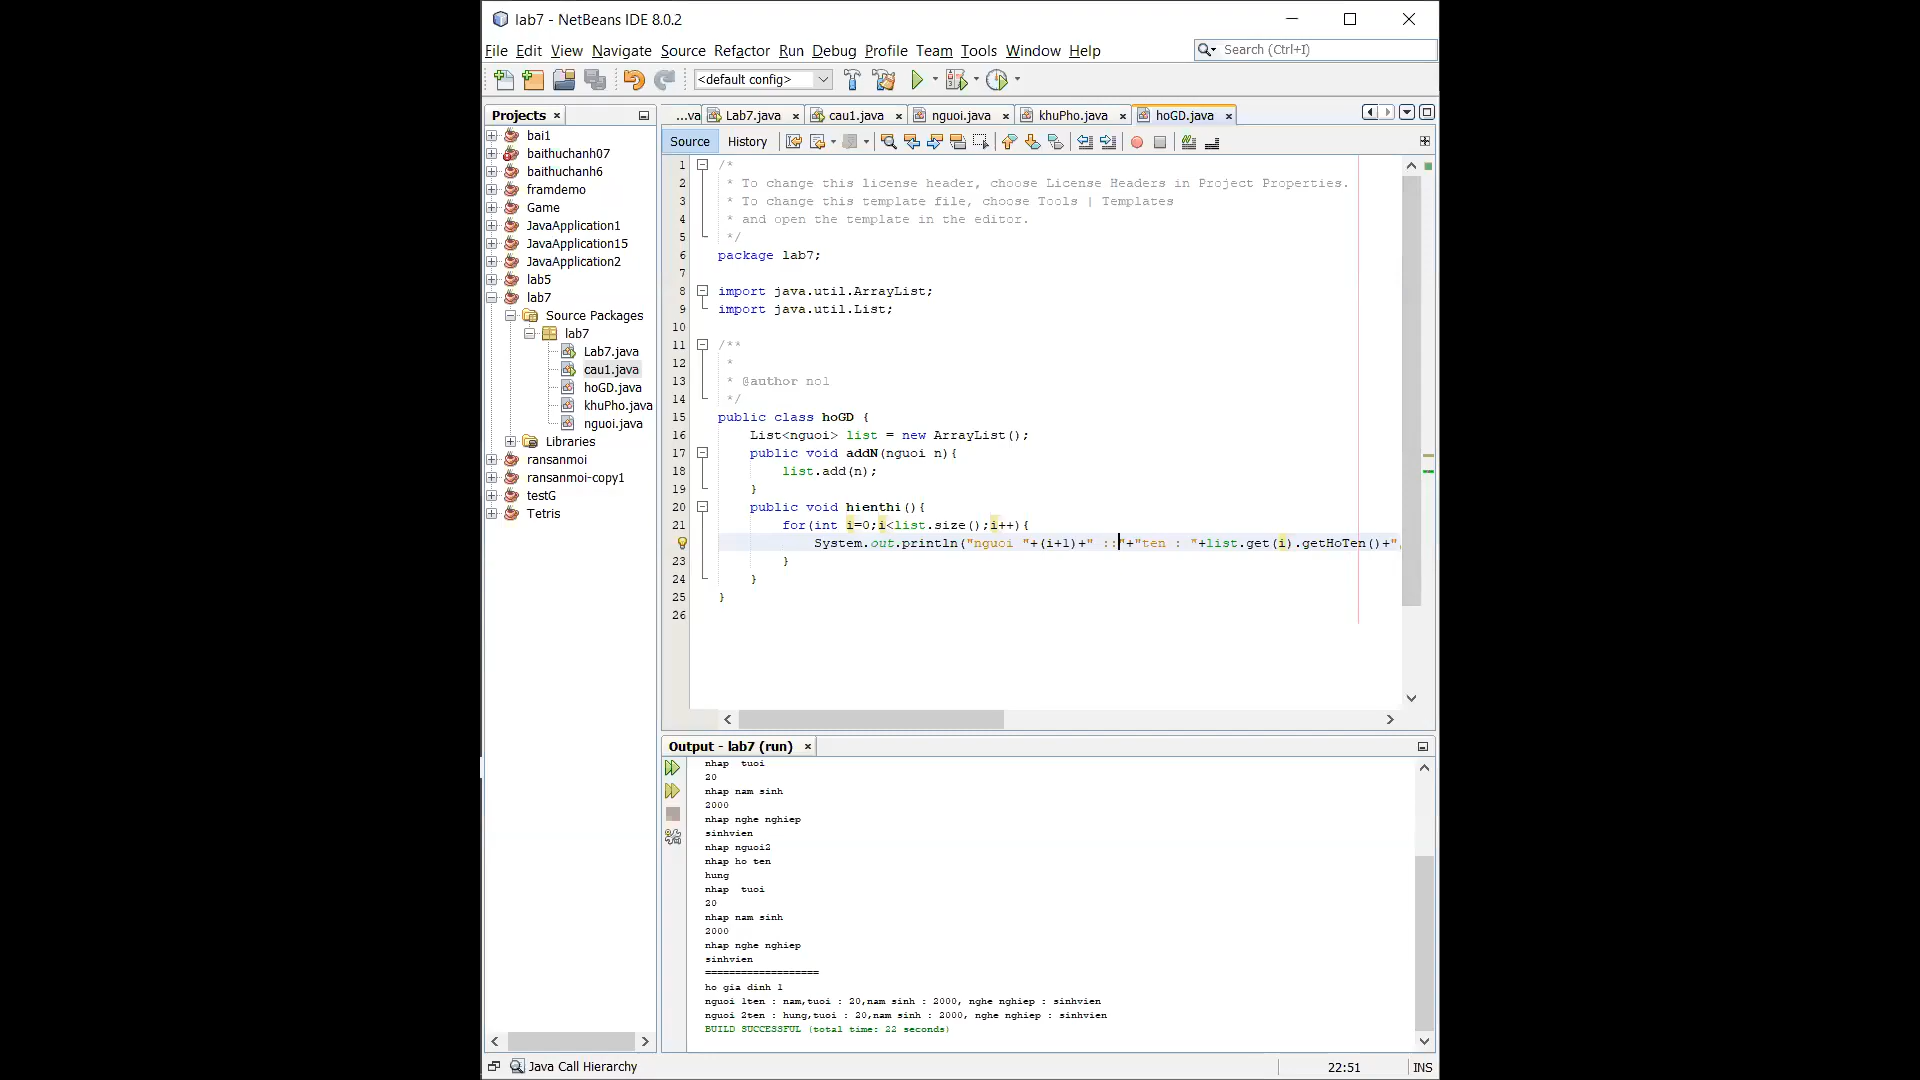 lab7 - NetBeans IDE 8.0.2
File Edit View Navigate Source Refactor Run Debug Profile Team Tools Window Help
Search (Ctrl+I)
<default config>
Projects
...va Lab7.java cau1.java nguoi.java khuPho.java hoGD.java
Source History
bai1
baithuchanh07
baithuchanh6
framdemo
Game
JavaApplication1
JavaApplication15
JavaApplication2
lab5
lab7
Source Packages
lab7
Lab7.java
cau1.java
hoGD.java
khuPho.java
nguoi.java
Libraries
ransanmoi
ransanmoi-copy1
testG
Tetris
1 /*
2 * To change this license header, choose License Headers in Project Properties.
3 * To change this template file, choose Tools | Templates
4 * and open the template in the editor.
5 */
6 package lab7;
7
8 import java.util.ArrayList;
9 import java.util.List;
10
11 /**
12 *
13 * @author nol
14 */
15 public class hoGD {
16 List<nguoi> list = new ArrayList();
17 public void addN(nguoi n){
18 list.add(n);
19 }
20 public void hienthi(){
21 for(int i=0;i<list.size();i++){
System.out.println("nguoi "+(i+1)+" ::"+"ten : "+list.get(i).getHoTen()+",
23 }
24 }
25 }
26
Output - lab7 (run)
nhap  tuoi
20
nhap nam sinh
2000
nhap nghe nghiep
sinhvien
nhap nguoi2
nhap ho ten
hung
nhap  tuoi
20
nhap nam sinh
2000
nhap nghe nghiep
sinhvien
===================
ho gia dinh 1
nguoi 1ten : nam,tuoi : 20,nam sinh : 2000, nghe nghiep : sinhvien
nguoi 2ten : hung,tuoi : 20,nam sinh : 2000, nghe nghiep : sinhvien
BUILD SUCCESSFUL (total time: 22 seconds)
Java Call Hierarchy
22:51 INS